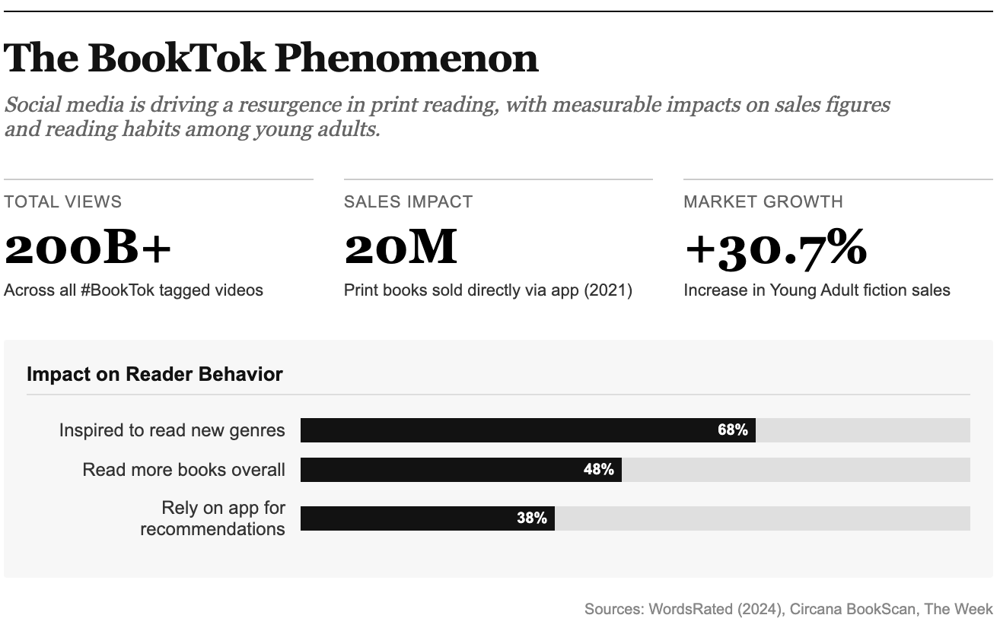 The BookTok Phenomenon
Social media is driving a resurgence in print reading, with measurable impacts on sales figures
and reading habits among young adults.
TOTAL VIEWS
200B+
Across all #BookTok tagged videos
SALES IMPACT
20M
Print books sold directly via app (2021)
MARKET GROWTH
+30.7%
Increase in Young Adult fiction sales
Impact on Reader Behavior
Inspired to read new genres
68%
Read more books overall
48%
Rely on app for
recommendations
38%
Sources: WordsRated (2024), Circana BookScan, The Week